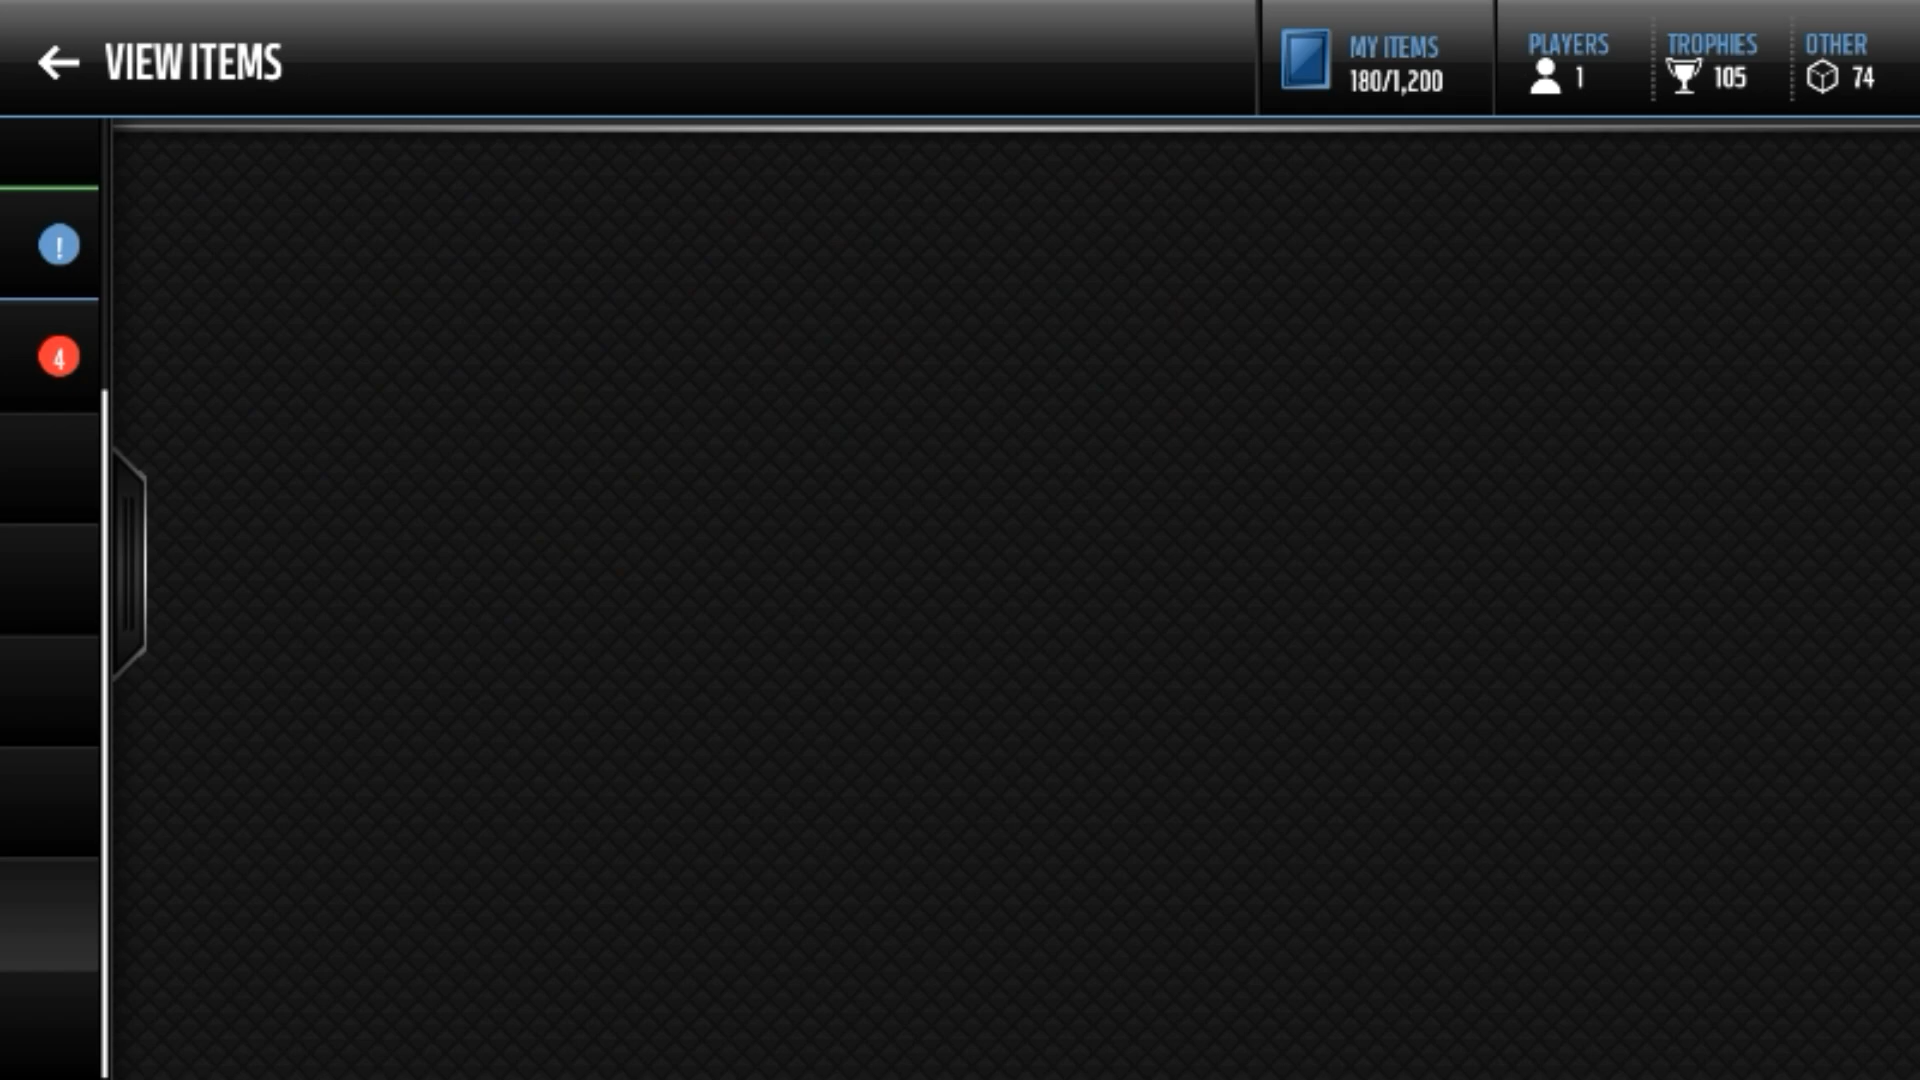 VIEW ITEMS
MY ITEMS
180/1,200
PLAYERS
1
TROPHIES
105
OTHER
74
!
4